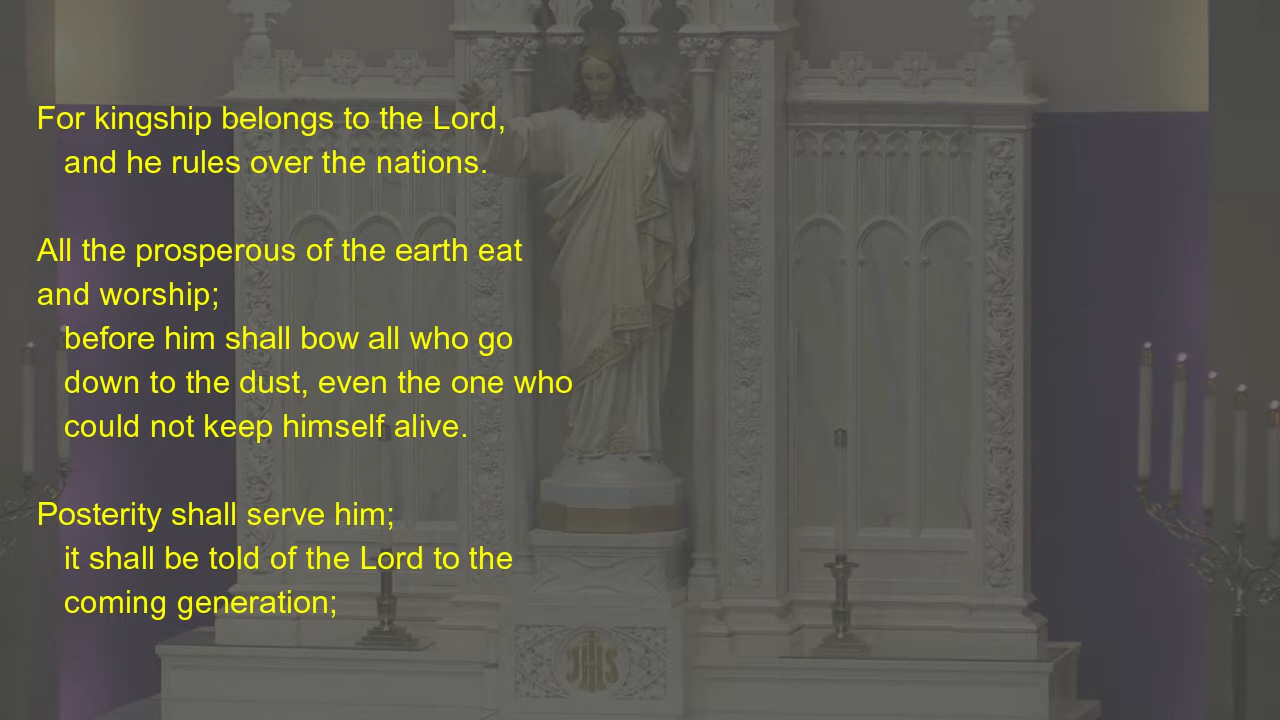 For kingship belongs to the Lord,
and he rules over the nations.
All the prosperous of the earth eat
and worship;
before him shall bow all who go
down to the dust, even the one who
could not keep himself alive.
Posterity shall serve him;
it shall be told of the Lord to the
coming generation;
JHS